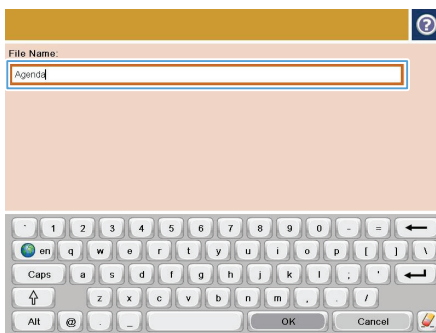 ?
File Name:
Agenda
` 1 2 3 4 5 6 7 8 9 0 - =
en q w e r t y u i o p [ ] \
Caps a s d f g h j k l ; '
z x c v b n m , . /
Alt @ . _ OK Cancel